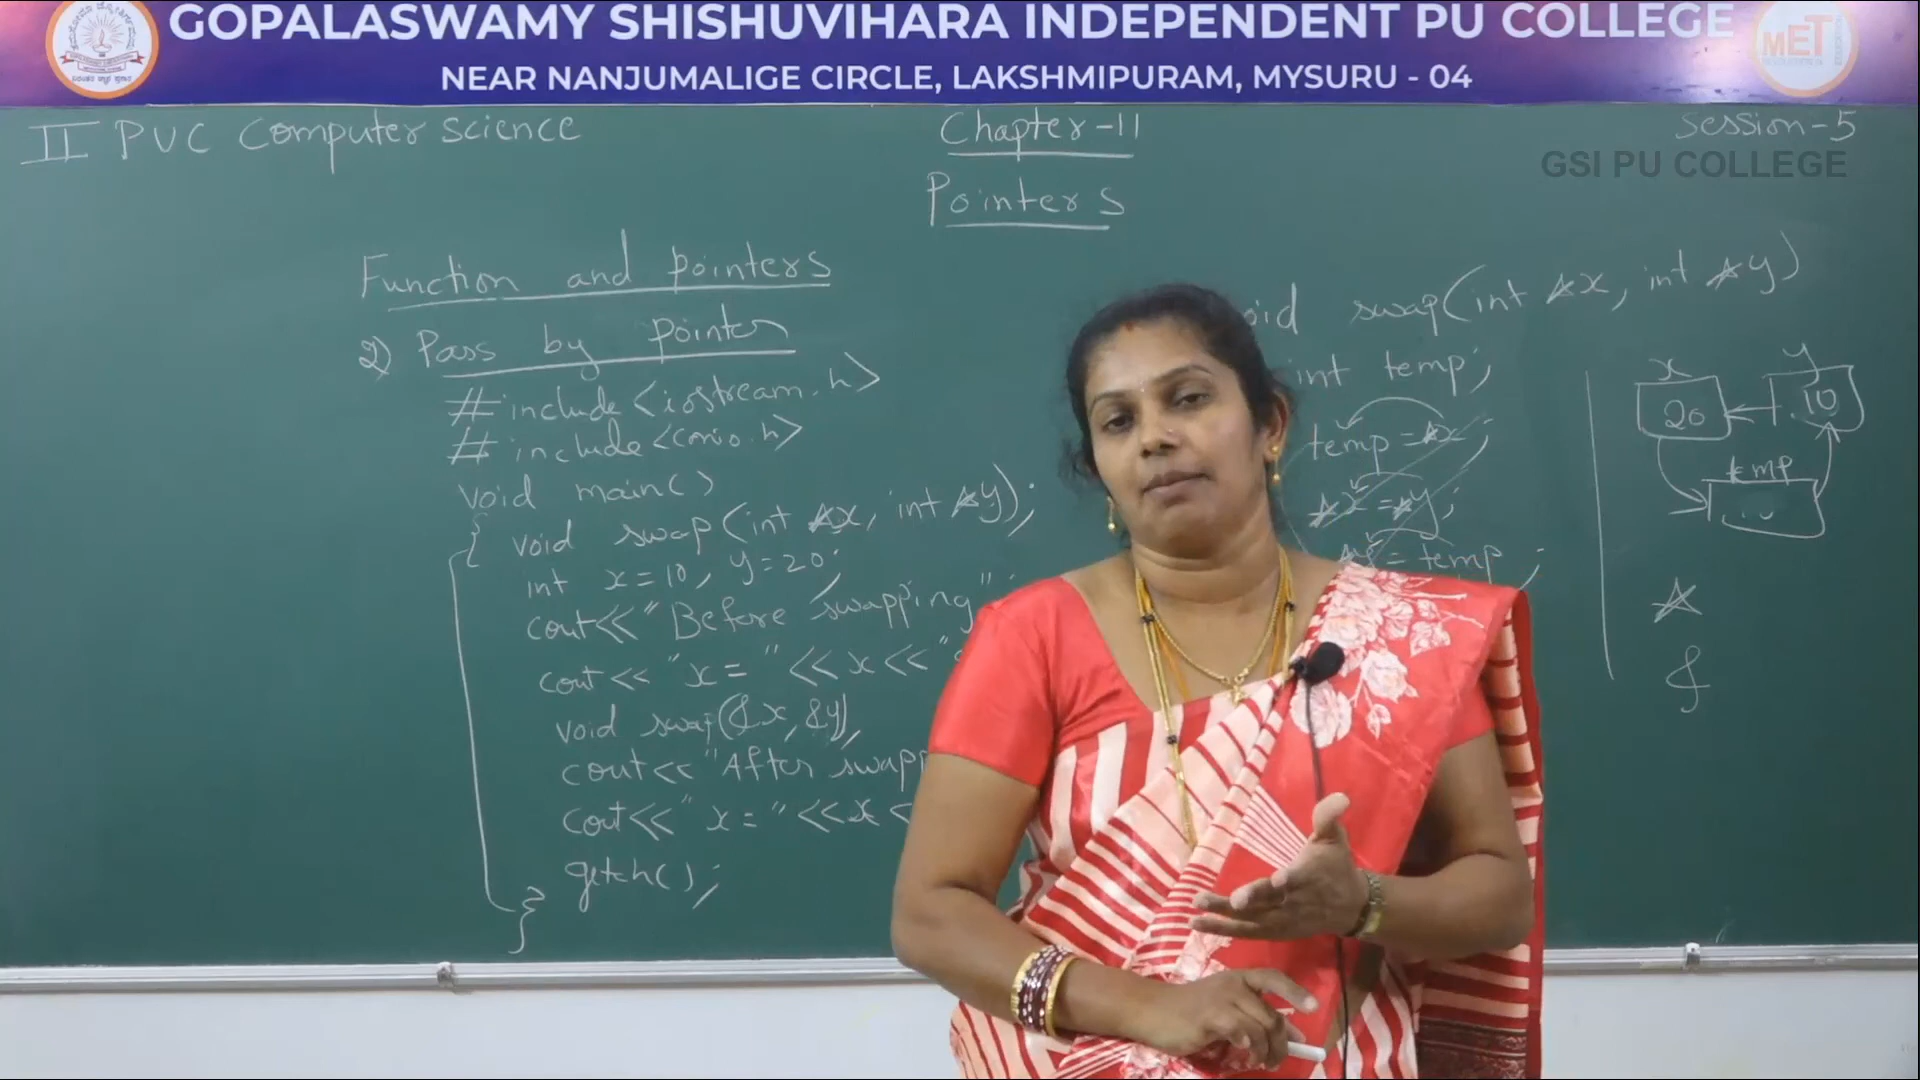 GOPALASWAMY SHISHUVIHARA INDEPENDENT PU COLLEGE
NEAR NANJUMALIGE CIRCLE, LAKSHMIPURAM, MYSURU - 04
MET
II PUC Computer Science
Chapter-11
Session-5
GSI PU COLLEGE
Pointers
Function and pointers
2) Pass by pointer
#include<iostream.h>
#include<conio.h>
void main()
{ void swap(int *x, int *y);
int x=10, y=20;
cout<<"Before swapping";
cout<<"x="<<x<<"
void swap(&x, &y);
cout<<"After swapp
cout<<"x="<<x<
getch();
}
oid swap(int *x, int *y)
int temp;
temp=*x;
*x=*y;
*y=temp;
x y
20 10
temp
*
&